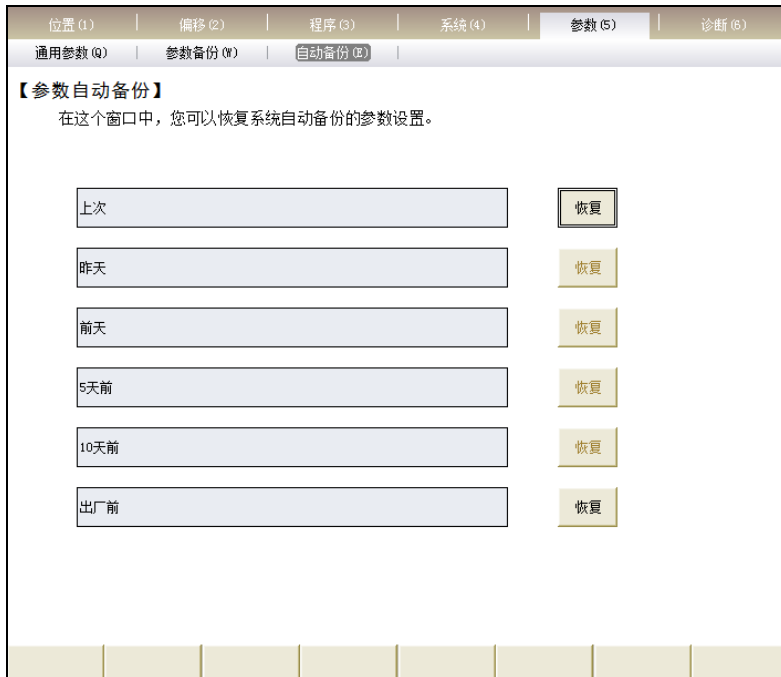 位置(1) 偏移(2) 程序(3) 系统(4) 参数(5) 诊断(6)
通用参数(Q) 参数备份(W) 自动备份(E)
【参数自动备份】
在这个窗口中，您可以恢复系统自动备份的参数设置。
上次 恢复
昨天 恢复
前天 恢复
5天前 恢复
10天前 恢复
出厂前 恢复